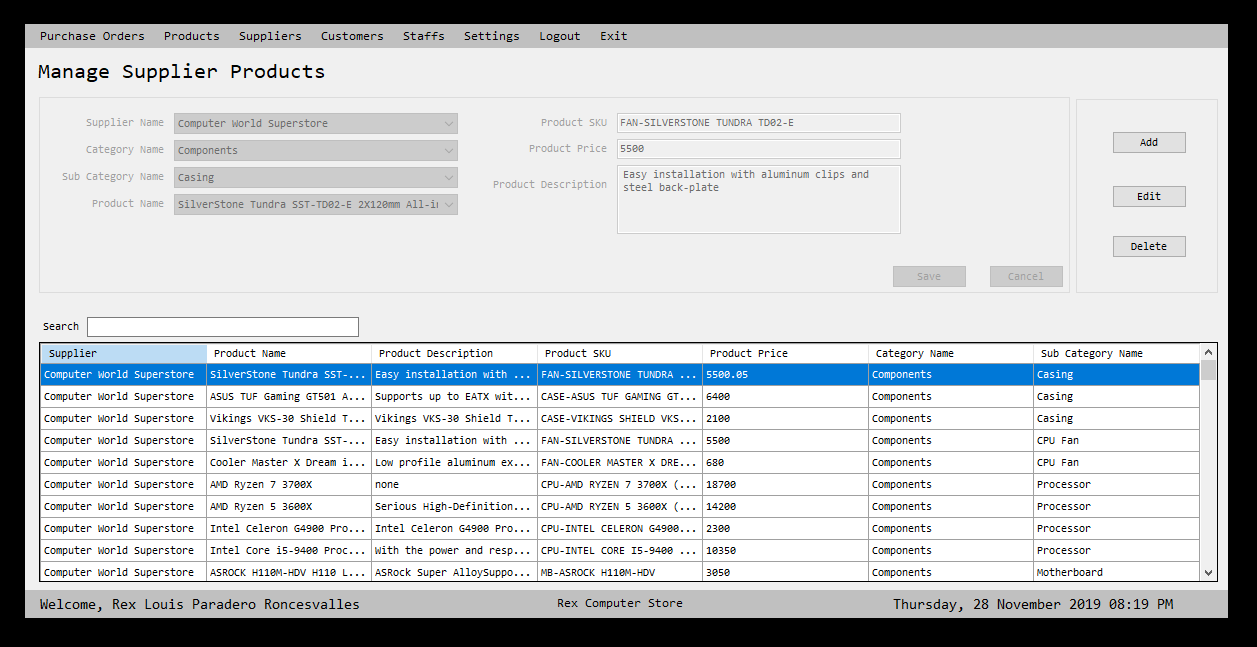 Purchase Orders Products Suppliers Customers Staffs Settings Logout Exit
Manage Supplier Products
Supplier Name Computer World Superstore
Category Name Components
Sub Category Name Casing
Product Name SilverStone Tundra SST-TD02-E 2X120mm All-i
Product SKU FAN-SILVERSTONE TUNDRA TD02-E
Product Price 5500
Product Description Easy installation with aluminum clips and
steel back-plate
Save Cancel
Add
Edit
Delete
Search
Supplier Product Name Product Description Product SKU Product Price Category Name Sub Category Name
Computer World Superstore SilverStone Tundra SST-... Easy installation with ... FAN-SILVERSTONE TUNDRA ... 5500.05 Components Casing
Computer World Superstore ASUS TUF Gaming GT501 A... Supports up to EATX wit... CASE-ASUS TUF GAMING GT... 6400 Components Casing
Computer World Superstore Vikings VKS-30 Shield T... Vikings VKS-30 Shield T... CASE-VIKINGS SHIELD VKS... 2100 Components Casing
Computer World Superstore SilverStone Tundra SST-... Easy installation with ... FAN-SILVERSTONE TUNDRA ... 5500 Components CPU Fan
Computer World Superstore Cooler Master X Dream i... Low profile aluminum ex... FAN-COOLER MASTER X DRE... 680 Components CPU Fan
Computer World Superstore AMD Ryzen 7 3700X none CPU-AMD RYZEN 7 3700X (... 18700 Components Processor
Computer World Superstore AMD Ryzen 5 3600X Serious High-Definition... CPU-AMD RYZEN 5 3600X (... 14200 Components Processor
Computer World Superstore Intel Celeron G4900 Pro... Intel Celeron G4900 Pro... CPU-INTEL CELERON G4900... 2300 Components Processor
Computer World Superstore Intel Core i5-9400 Proc... With the power and resp... CPU-INTEL CORE I5-9400 ... 10350 Components Processor
Computer World Superstore ASROCK H110M-HDV H110 L... ASRock Super AlloySuppo... MB-ASROCK H110M-HDV 3050 Components Motherboard
Welcome, Rex Louis Paradero Roncesvalles Rex Computer Store Thursday, 28 November 2019 08:19 PM